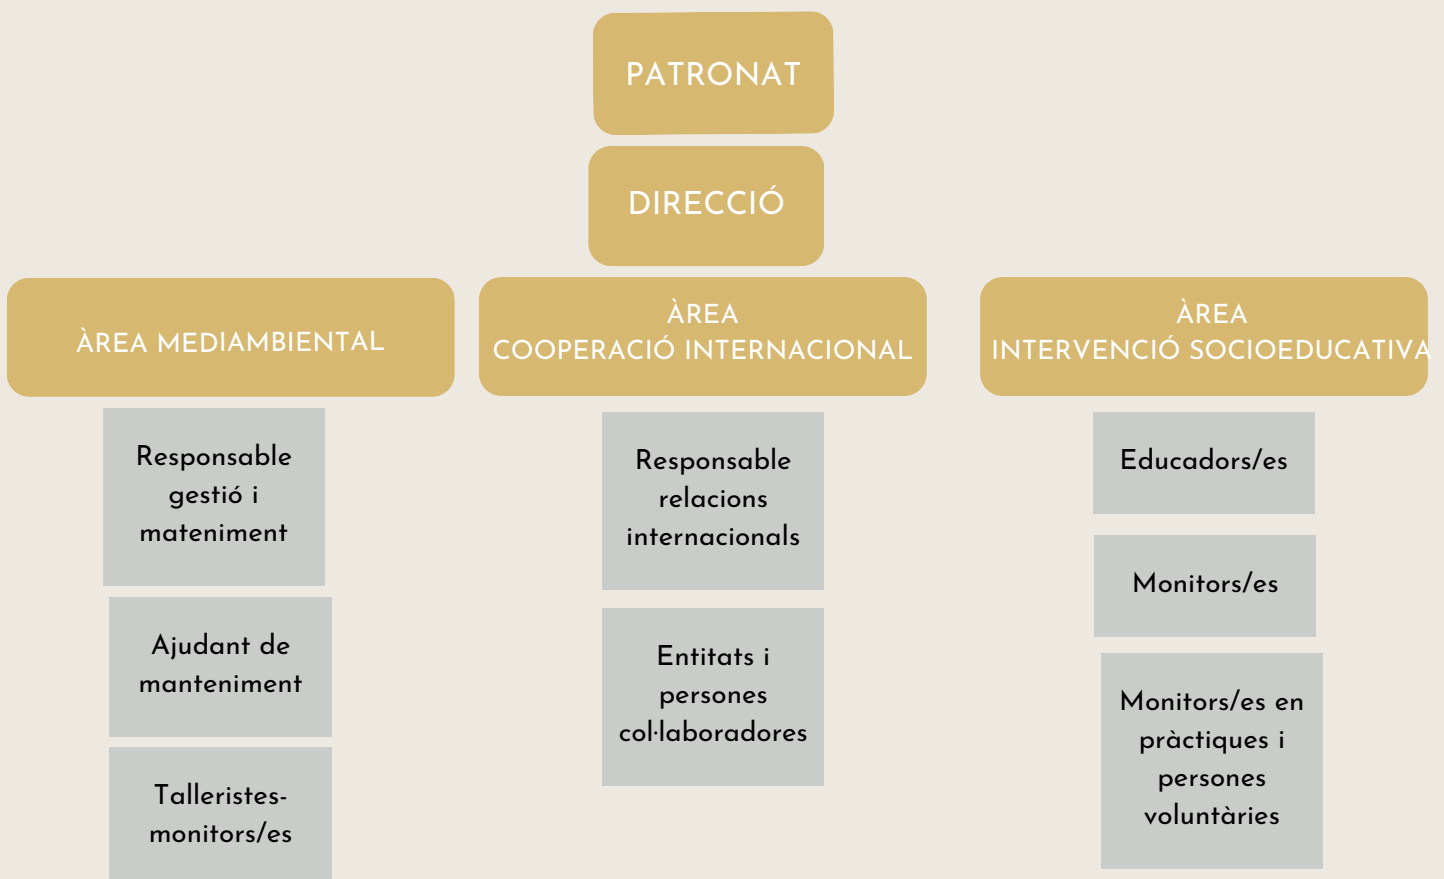 PATRONAT
DIRECCIÓ
ÀREA MEDIAMBIENTAL
Responsable
gestió i
mateniment
Ajudant de
manteniment
Talleristes-
monitors/es
ÀREA
COOPERACIÓ INTERNACIONAL
Responsable
relacions
internacionals
Entitats i
persones
col·laboradores
ÀREA
INTERVENCIÓ SOCIOEDUCATIVA
Educadors/es
Monitors/es
Monitors/es en
pràctiques i
persones
voluntàries